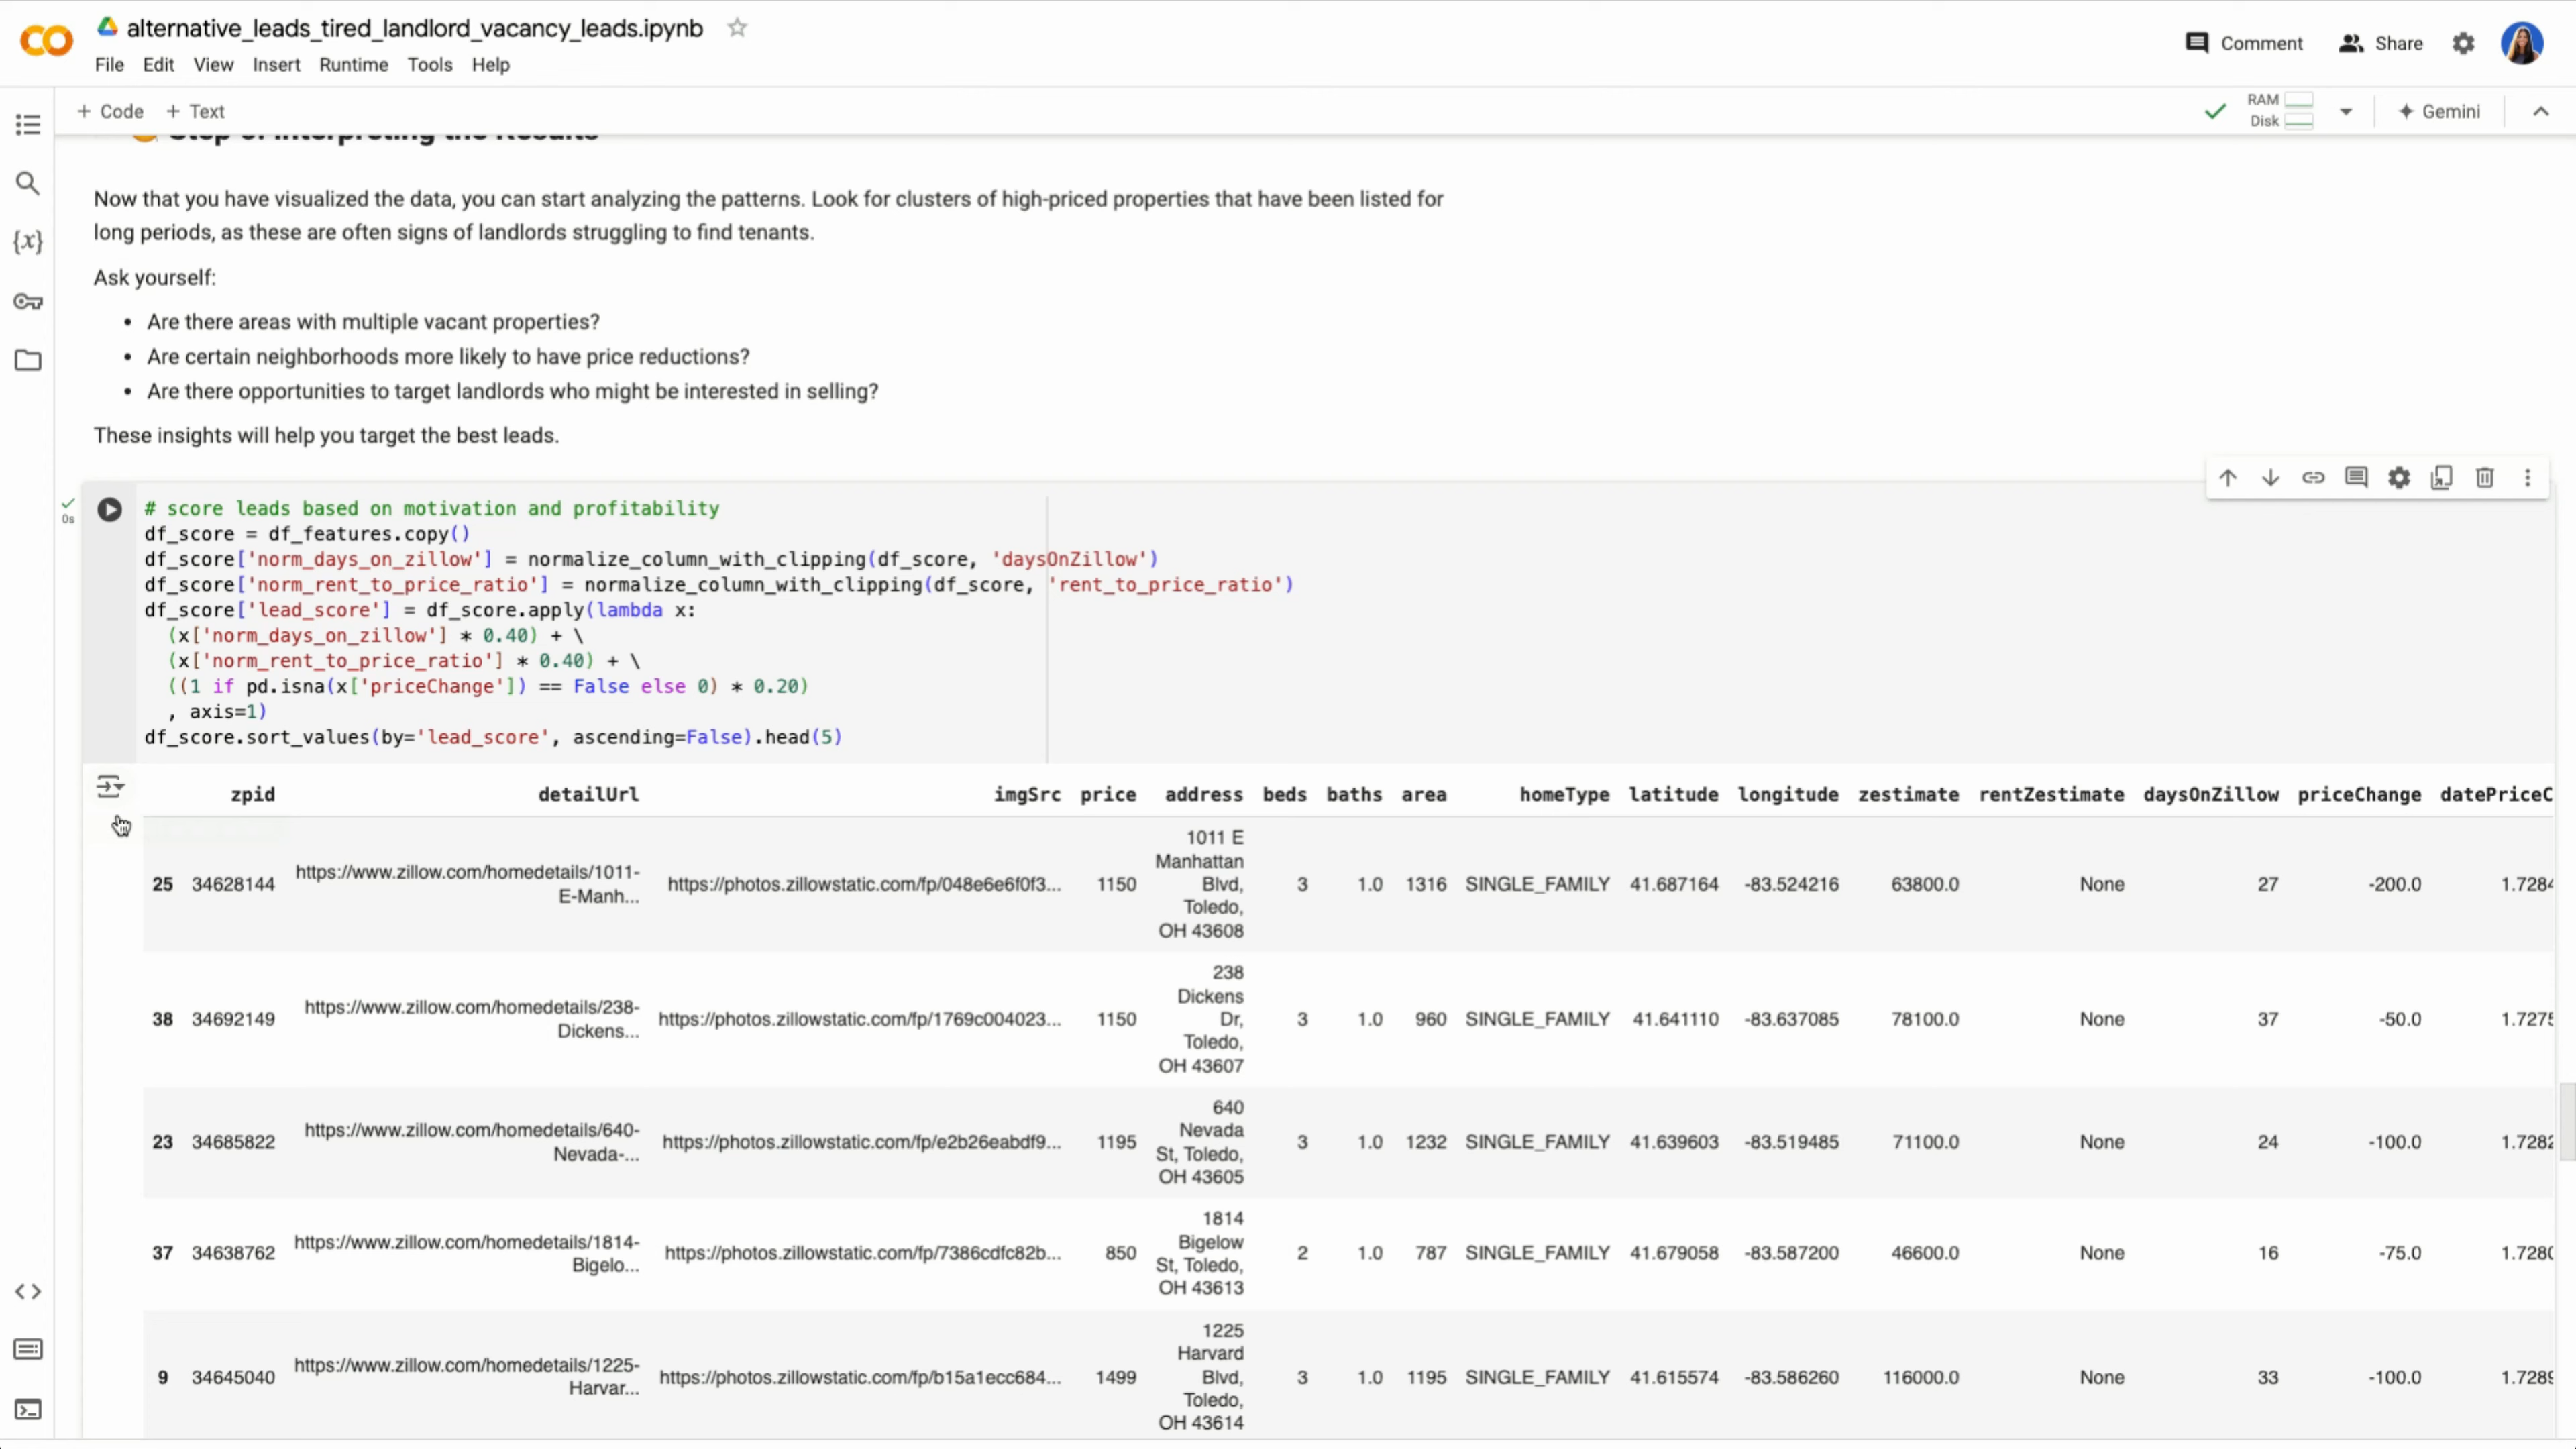 alternative_leads_tired_landlord_vacancy_leads.ipynb
File Edit View Insert Runtime Tools Help
Comment Share
+ Code + Text
RAM
Disk
Gemini
Interpreting the Results
Now that you have visualized the data, you can start analyzing the patterns. Look for clusters of high-priced properties that have been listed for
long periods, as these are often signs of landlords struggling to find tenants.
Ask yourself:
• Are there areas with multiple vacant properties?
• Are certain neighborhoods more likely to have price reductions?
• Are there opportunities to target landlords who might be interested in selling?
These insights will help you target the best leads.
0s
# score leads based on motivation and profitability
df_score = df_features.copy()
df_score['norm_days_on_zillow'] = normalize_column_with_clipping(df_score, 'daysOnZillow')
df_score['norm_rent_to_price_ratio'] = normalize_column_with_clipping(df_score, 'rent_to_price_ratio')
df_score['lead_score'] = df_score.apply(lambda x:
(x['norm_days_on_zillow'] * 0.40) + \
(x['norm_rent_to_price_ratio'] * 0.40) + \
((1 if pd.isna(x['priceChange']) == False else 0) * 0.20)
, axis=1)
df_score.sort_values(by='lead_score', ascending=False).head(5)
zpid detailUrl imgSrc price address beds baths area homeType latitude longitude zestimate rentZestimate daysOnZillow priceChange datePriceC
25 34628144 https://www.zillow.com/homedetails/1011-
E-Manh... https://photos.zillowstatic.com/fp/048e6e6f0f3... 1150 1011 E
Manhattan
Blvd,
Toledo,
OH 43608 3 1.0 1316 SINGLE_FAMILY 41.687164 -83.524216 63800.0 None 27 -200.0 1.7284
38 34692149 https://www.zillow.com/homedetails/238-
Dickens... https://photos.zillowstatic.com/fp/1769c004023... 1150 238
Dickens
Dr,
Toledo,
OH 43607 3 1.0 960 SINGLE_FAMILY 41.641110 -83.637085 78100.0 None 37 -50.0 1.7275
23 34685822 https://www.zillow.com/homedetails/640-
Nevada-... https://photos.zillowstatic.com/fp/e2b26eabdf9... 1195 640
Nevada
St, Toledo,
OH 43605 3 1.0 1232 SINGLE_FAMILY 41.639603 -83.519485 71100.0 None 24 -100.0 1.7282
37 34638762 https://www.zillow.com/homedetails/1814-
Bigelo... https://photos.zillowstatic.com/fp/7386cdfc82b... 850 1814
Bigelow
St, Toledo,
OH 43613 2 1.0 787 SINGLE_FAMILY 41.679058 -83.587200 46600.0 None 16 -75.0 1.7280
9 34645040 https://www.zillow.com/homedetails/1225-
Harvar... https://photos.zillowstatic.com/fp/b15a1ecc684... 1499 1225
Harvard
Blvd,
Toledo,
OH 43614 3 1.0 1195 SINGLE_FAMILY 41.615574 -83.586260 116000.0 None 33 -100.0 1.7289